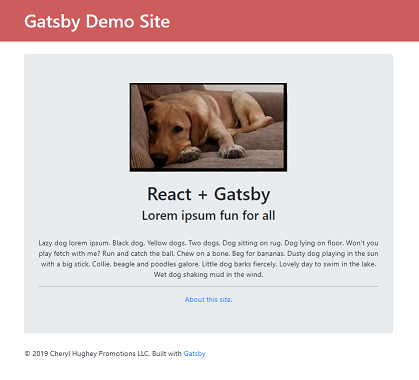 Gatsby Demo Site
React + Gatsby
Lorem ipsum fun for all
Lazy dog lorem ipsum. Black dog. Yellow dogs. Two dogs. Dog sitting on rug. Dog lying on floor. Won't you
play fetch with me? Run and catch the ball. Chew on a bone. Beg for bananas. Dusty dog playing in the sun
with a big stick. Collie, beagle and poodles galore. Little dog barks fiercely. Lovely day to swim in the lake.
Wet dog shaking mud in the wind.
About this site.
© 2019 Cheryl Hughey Promotions LLC, Built with Gatsby